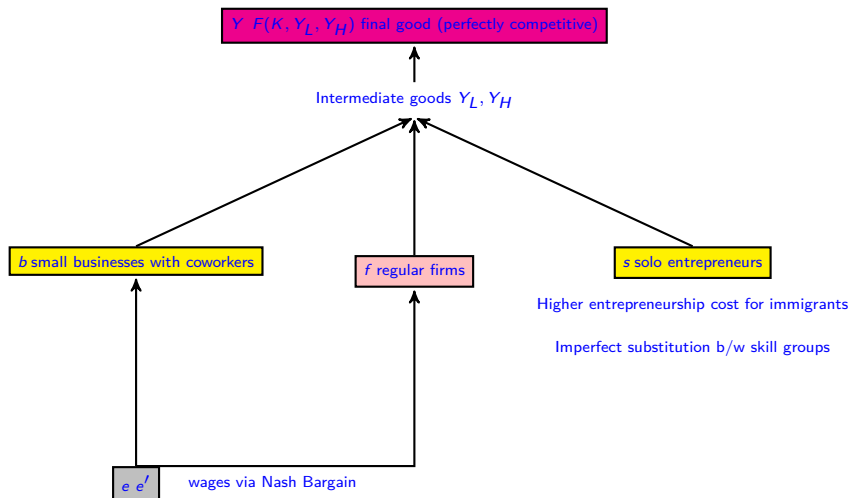 Y F(K, Y_L, Y_H) final good (perfectly competitive)
Intermediate goods Y_L, Y_H
b small businesses with coworkers
f regular firms
s solo entrepreneurs
Higher entrepreneurship cost for immigrants
Imperfect substitution b/w skill groups
e e′
wages via Nash Bargain